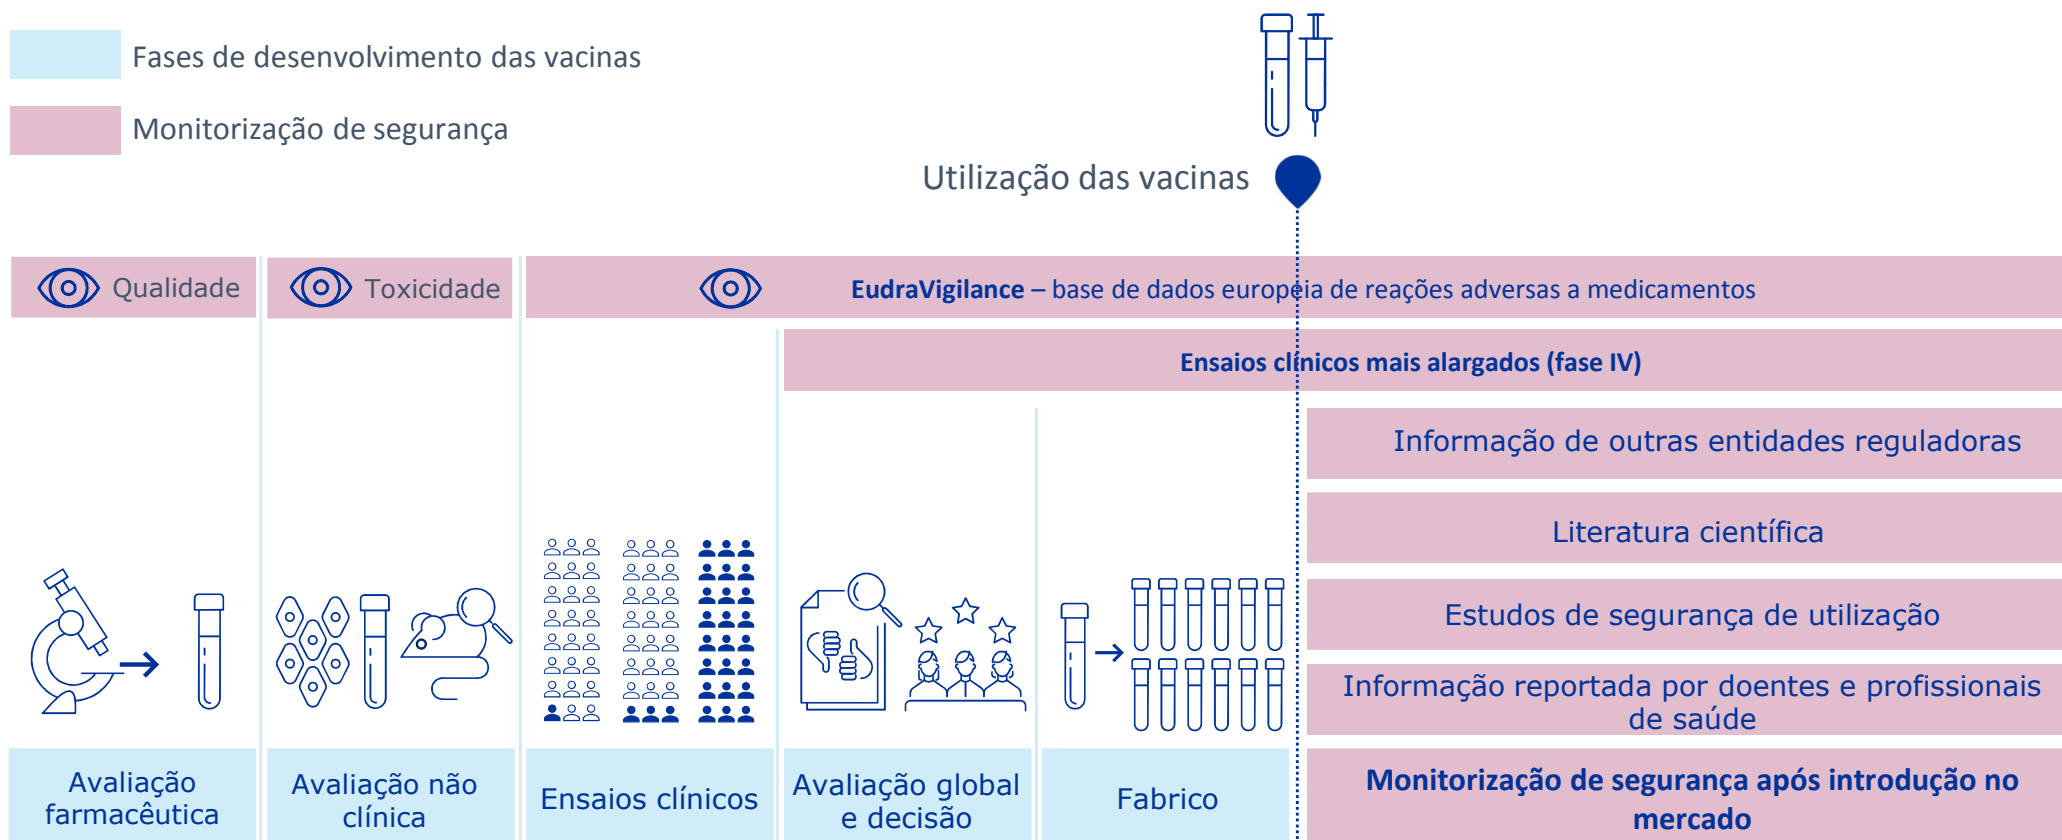 Fases de desenvolvimento das vacinas
Monitorização de segurança
Utilização das vacinas
Qualidade
Toxicidade
EudraVigilance – base de dados europeia de reações adversas a medicamentos
Ensaios clínicos mais alargados (fase IV)
Informação de outras entidades reguladoras
Literatura científica
Estudos de segurança de utilização
Informação reportada por doentes e profissionais
de saúde
Avaliação
farmacêutica
Avaliação não
clínica
Ensaios clínicos
Avaliação global
e decisão
Fabrico
Monitorização de segurança após introdução no
mercado